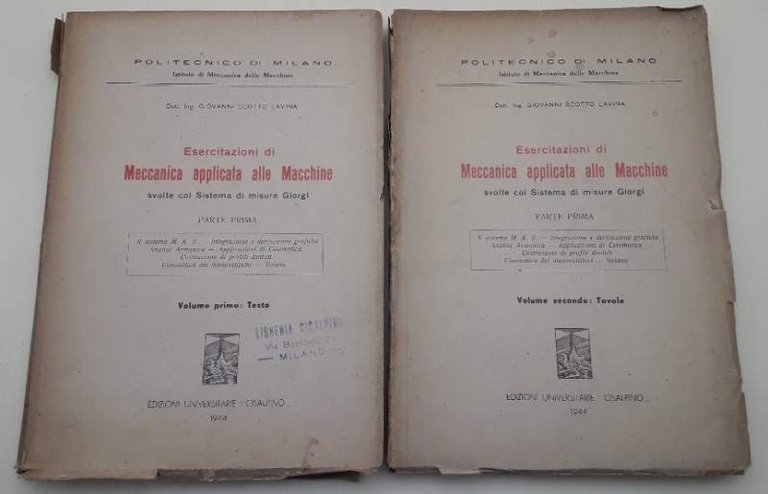 POLITECNICO DI MILANO
Istituto di Meccanica delle Macchine
Dott. Ing. GIOVANNI SCOTTO LAVINA
Esercitazioni di
Meccanica applicata alle Macchine
svolte col Sistema di misure Giorgi
PARTE PRIMA
Il sistema M. K. S. — Integrazione e derivazione grafiche
Analisi Armonica — Applicazioni di Cinematica
Costruzione di profili dentati
Cinematica dei manovellismi —
Volume primo: Testo
LIBRERIA CISALPINO
Via
— MILANO —
EDIZIONI UNIVERSITARIE "CISALPINO"
1944
POLITECNICO DI MILANO
Istituto di Meccanica delle Macchine
Dott. Ing. GIOVANNI SCOTTO LAVINA
Esercitazioni di
Meccanica applicata alle Macchine
svolte col Sistema di misure Giorgi
PARTE PRIMA
Il sistema M. K. S. — Integrazione e derivazione grafiche
Analisi Armonica — Applicazioni di Cinematica
Costruzione di profili dentati
Cinematica dei manovellismi —
Volume secondo: Tavole
EDIZIONI UNIVERSITARIE "CISALPINO"
1944